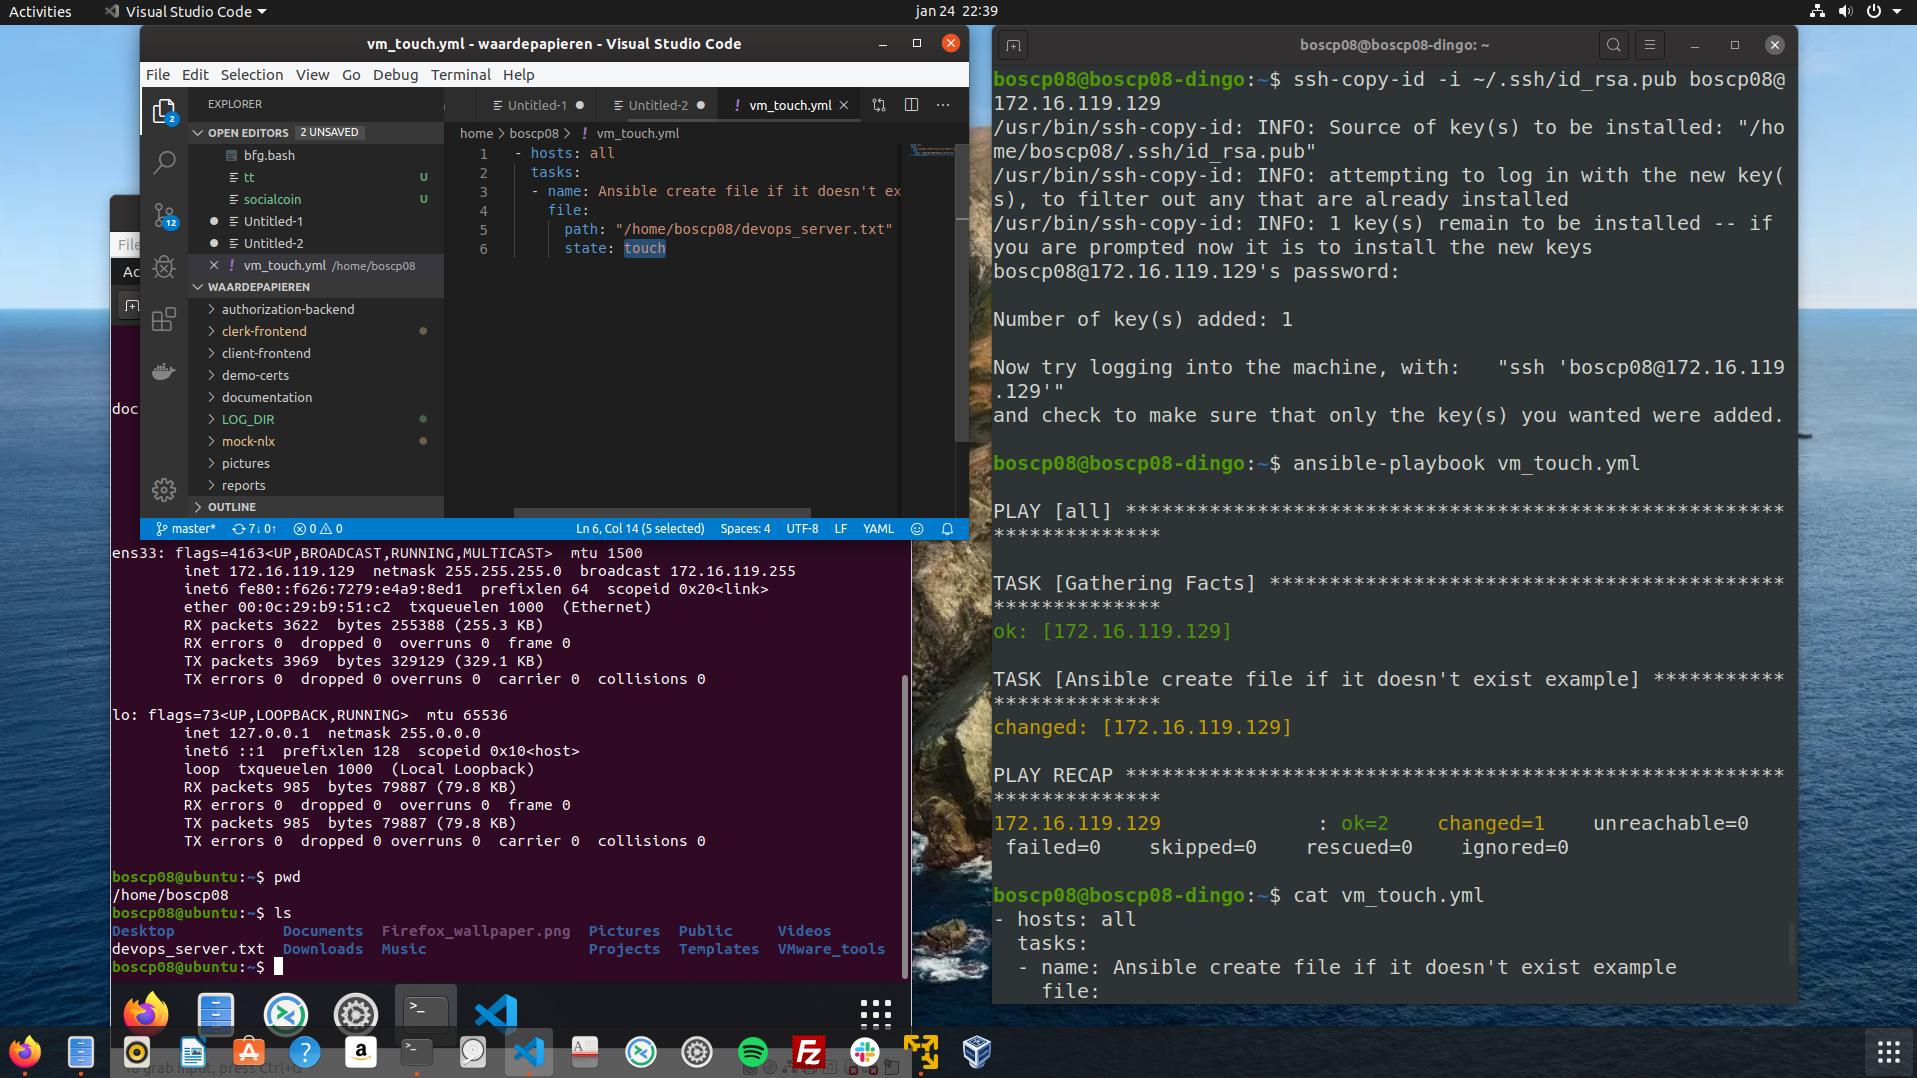 Activities
Visual Studio Code
jan 24 22:39
vm_touch.yml - waardepapieren - Visual Studio Code
File Edit Selection View Go Debug Terminal Help
EXPLORER
OPEN EDITORS 2 UNSAVED
bfg.bash
tt U
socialcoin U
Untitled-1
Untitled-2
vm_touch.yml /home/boscp08
WAARDEPAPIEREN
authorization-backend
clerk-frontend
client-frontend
demo-certs
documentation
LOG_DIR
mock-nlx
pictures
reports
OUTLINE
2
12
Untitled-1
Untitled-2
! vm_touch.yml
home > boscp08 > ! vm_touch.yml
1 - hosts: all
2 tasks:
3 - name: Ansible create file if it doesn't ex
4 file:
5 path: "/home/boscp08/devops_server.txt"
6 state: touch
master* 7↓ 0↑ 0 0 Ln 6, Col 14 (5 selected) Spaces: 4 UTF-8 LF YAML
File
Ac
doc
ens33: flags=4163<UP,BROADCAST,RUNNING,MULTICAST> mtu 1500
inet 172.16.119.129 netmask 255.255.255.0 broadcast 172.16.119.255
inet6 fe80::f626:7279:e4a9:8ed1 prefixlen 64 scopeid 0x20<link>
ether 00:0c:29:b9:51:c2 txqueuelen 1000 (Ethernet)
RX packets 3622 bytes 255388 (255.3 KB)
RX errors 0 dropped 0 overruns 0 frame 0
TX packets 3969 bytes 329129 (329.1 KB)
TX errors 0 dropped 0 overruns 0 carrier 0 collisions 0
lo: flags=73<UP,LOOPBACK,RUNNING> mtu 65536
inet 127.0.0.1 netmask 255.0.0.0
inet6 ::1 prefixlen 128 scopeid 0x10<host>
loop txqueuelen 1000 (Local Loopback)
RX packets 985 bytes 79887 (79.8 KB)
RX errors 0 dropped 0 overruns 0 frame 0
TX packets 985 bytes 79887 (79.8 KB)
TX errors 0 dropped 0 overruns 0 carrier 0 collisions 0
boscp08@ubuntu:~$ pwd
/home/boscp08
boscp08@ubuntu:~$ ls
Desktop Documents Firefox_wallpaper.png Pictures Public Videos
devops_server.txt Downloads Music Projects Templates VMware_tools
boscp08@ubuntu:~$
To grab input, press Ctrl+G
boscp08@boscp08-dingo: ~
boscp08@boscp08-dingo:~$ ssh-copy-id -i ~/.ssh/id_rsa.pub boscp08@
172.16.119.129
/usr/bin/ssh-copy-id: INFO: Source of key(s) to be installed: "/ho
me/boscp08/.ssh/id_rsa.pub"
/usr/bin/ssh-copy-id: INFO: attempting to log in with the new key(
s), to filter out any that are already installed
/usr/bin/ssh-copy-id: INFO: 1 key(s) remain to be installed -- if
you are prompted now it is to install the new keys
boscp08@172.16.119.129's password:
Number of key(s) added: 1
Now try logging into the machine, with: "ssh 'boscp08@172.16.119
.129'"
and check to make sure that only the key(s) you wanted were added.
boscp08@boscp08-dingo:~$ ansible-playbook vm_touch.yml
PLAY [all] *******************************************************
**************
TASK [Gathering Facts] *******************************************
**************
ok: [172.16.119.129]
TASK [Ansible create file if it doesn't exist example] ***********
**************
changed: [172.16.119.129]
PLAY RECAP *******************************************************
**************
172.16.119.129 : ok=2 changed=1 unreachable=0
failed=0 skipped=0 rescued=0 ignored=0
boscp08@boscp08-dingo:~$ cat vm_touch.yml
- hosts: all
tasks:
- name: Ansible create file if it doesn't exist example
file: